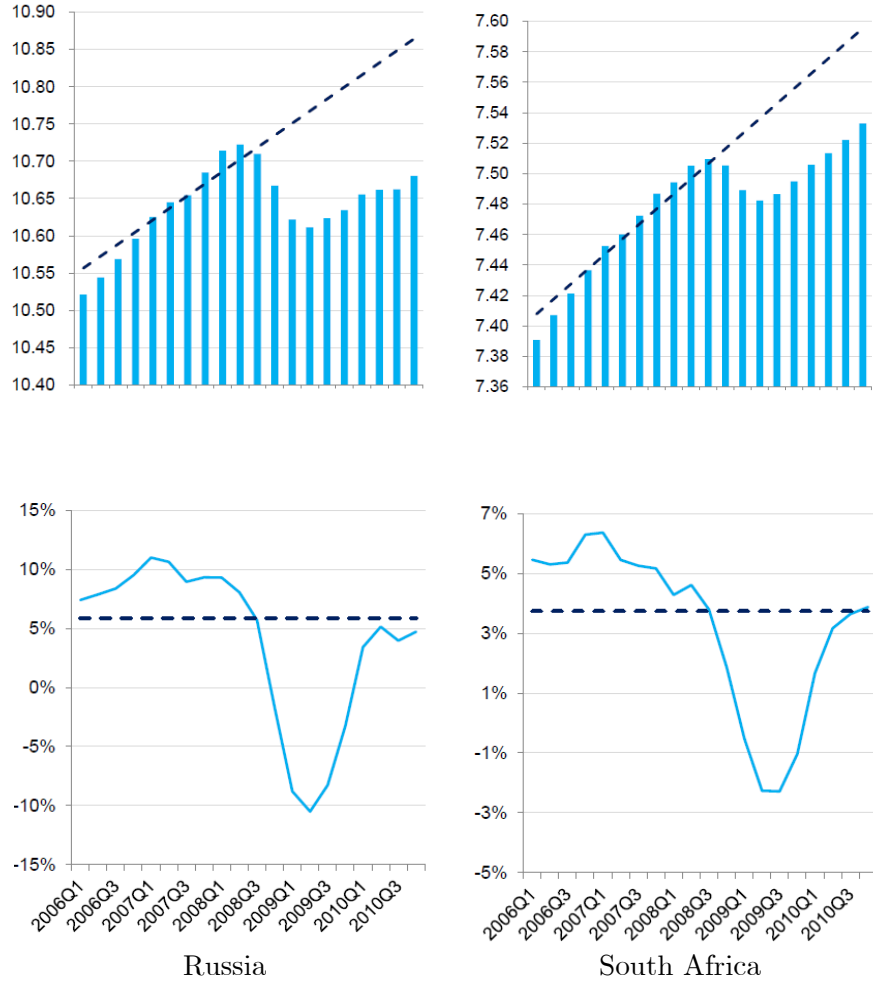 10.90
10.85
10.80
10.75
10.70
10.65
10.60
10.55
10.50
10.45
10.40
7.60
7.58
7.56
7.54
7.52
7.50
7.48
7.46
7.44
7.42
7.40
7.38
7.36
15%
10%
5%
0%
-5%
-10%
-15%
2006Q1
2006Q3
2007Q1
2007Q3
2008Q1
2008Q3
2009Q1
2009Q3
2010Q1
2010Q3
Russia
7%
5%
3%
1%
-1%
-3%
-5%
2006Q1
2006Q3
2007Q1
2007Q3
2008Q1
2008Q3
2009Q1
2009Q3
2010Q1
2010Q3
South Africa